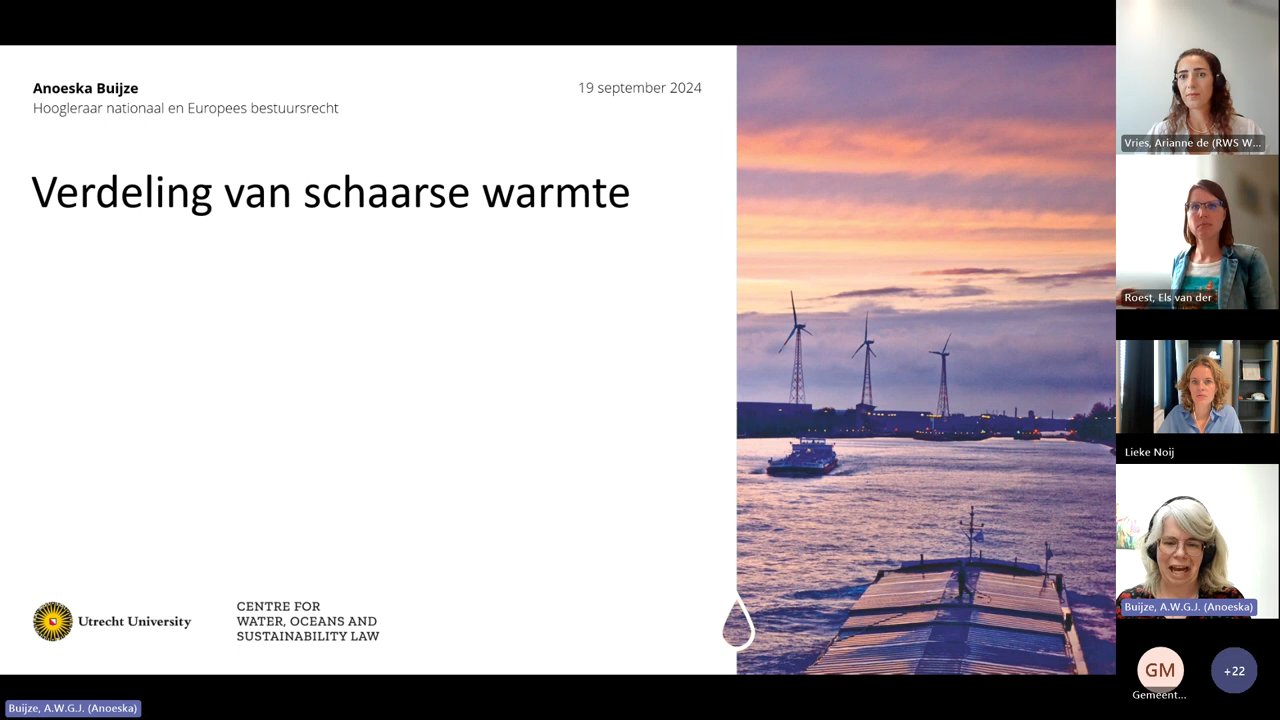 Anoeska Buijze
19 september 2024
Hoogleraar nationaal en Europees bestuursrecht
Verdeling van schaarse warmte
Utrecht University
CENTRE FOR
WATER, OCEANS AND
SUSTAINABILITY LAW
Buijze, A.W.G.J. (Anoeska)
Vries, Arianne de (RWS W...
Roest, Els van der
Lieke Noij
Buijze, A.W.G.J. (Anoeska)
GM
+22
Gemeent...